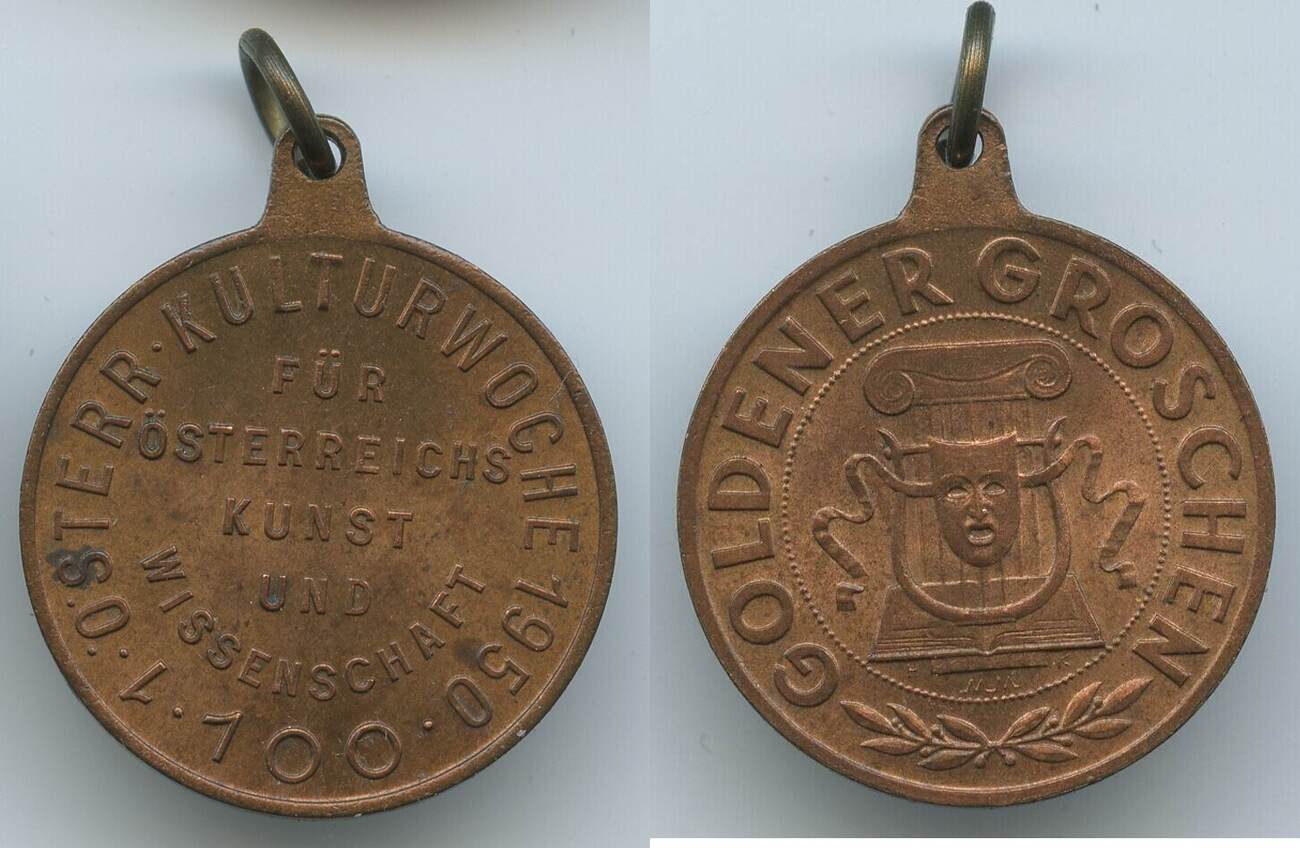 1. ÖSTERR · KULTURWOCHE 1950 · 100 ·
FÜR
ÖSTERREICHS
KUNST
UND
WISSENSCHAFT
GOLDENER GROSCHEN